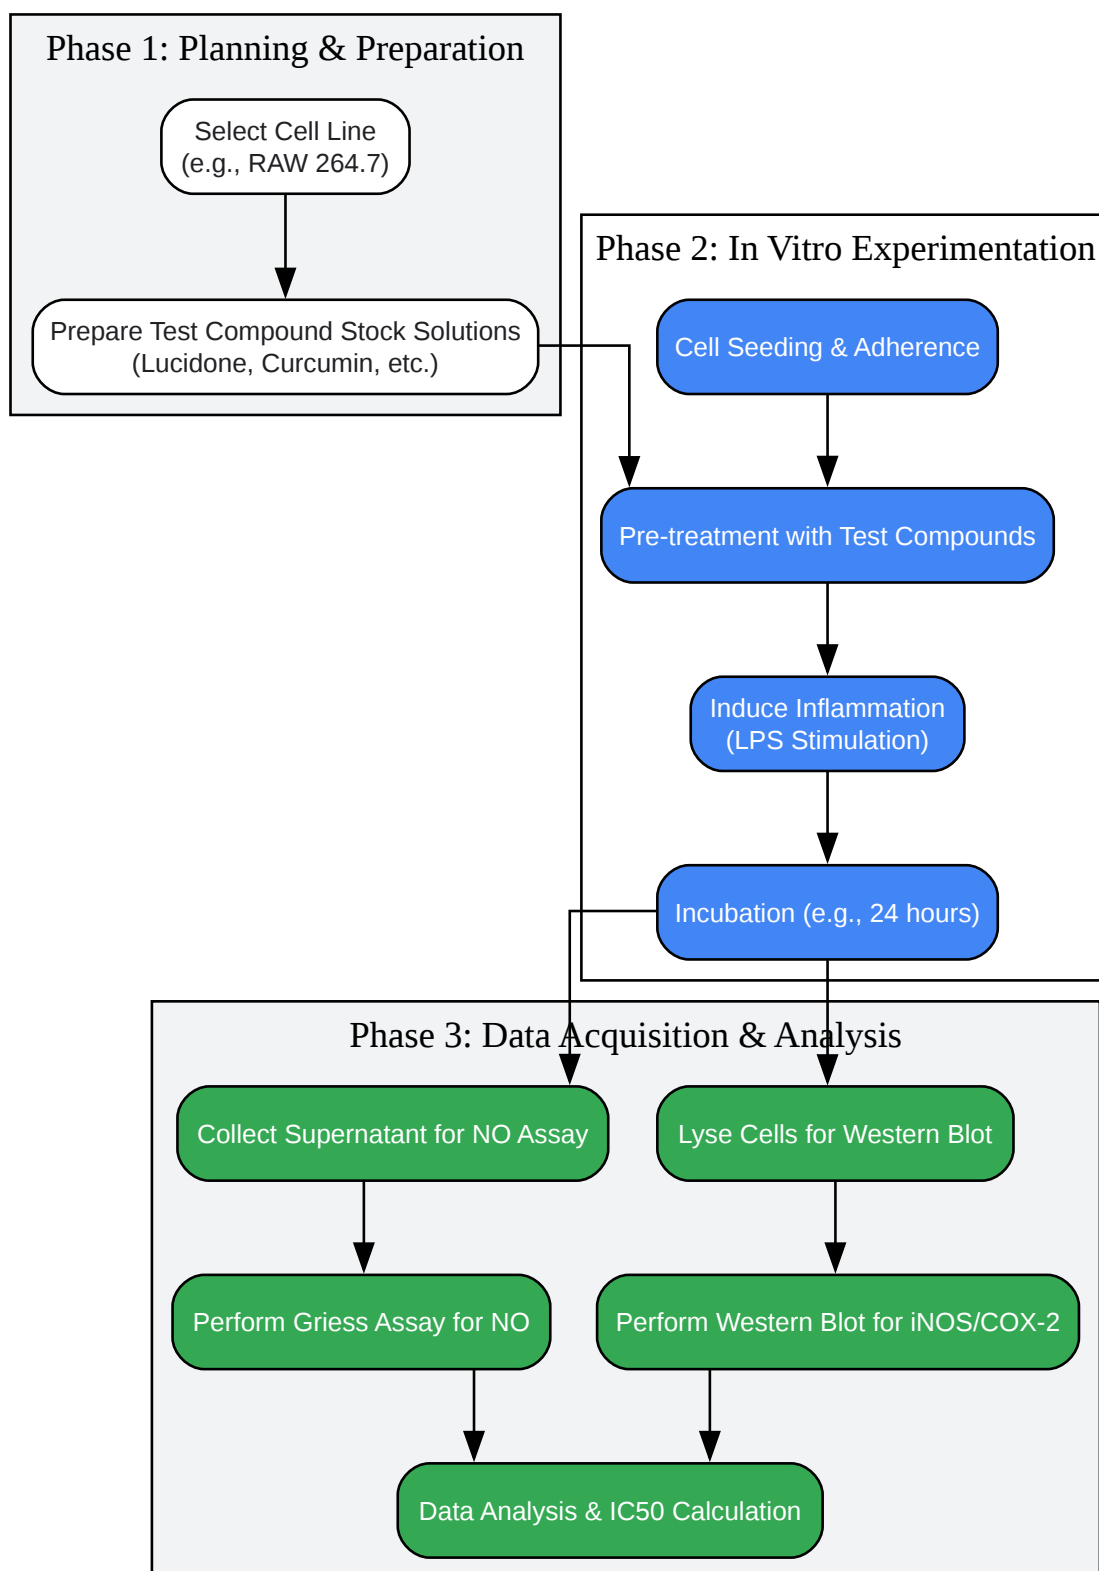 Phase 1: Planning & Preparation
Select Cell Line
(e.g., RAW 264.7)
Prepare Test Compound Stock Solutions
(Lucidone, Curcumin, etc.)
Phase 2: In Vitro Experimentation
Cell Seeding & Adherence
Pre-treatment with Test Compounds
Induce Inflammation
(LPS Stimulation)
Incubation (e.g., 24 hours)
Phase 3: Data Acquisition & Analysis
Collect Supernatant for NO Assay
Lyse Cells for Western Blot
Perform Griess Assay for NO
Perform Western Blot for iNOS/COX-2
Data Analysis & IC50 Calculation